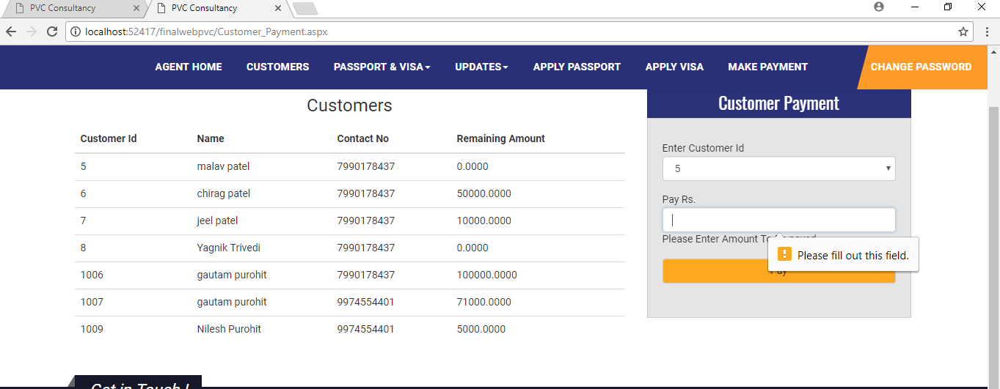 PVC Consultancy PVC Consultancy
localhost:52417/finalwebpvc/Customer_Payment.aspx
AGENT HOME CUSTOMERS PASSPORT & VISA UPDATES APPLY PASSPORT APPLY VISA MAKE PAYMENT CHANGE PASSWORD
Customers
Customer Id Name Contact No Remaining Amount
5 malav patel 7990178437 0.0000
6 chirag patel 7990178437 50000.0000
7 jeel patel 7990178437 10000.0000
8 Yagnik Trivedi 7990178437 0.0000
1006 gautam purohit 7990178437 100000.0000
1007 gautam purohit 9974554401 71000.0000
1009 Nilesh Purohit 9974554401 5000.0000
Customer Payment
Enter Customer Id
5
Pay Rs.
Please Enter Amount To
Please fill out this field.
Pay
Get in Touch !